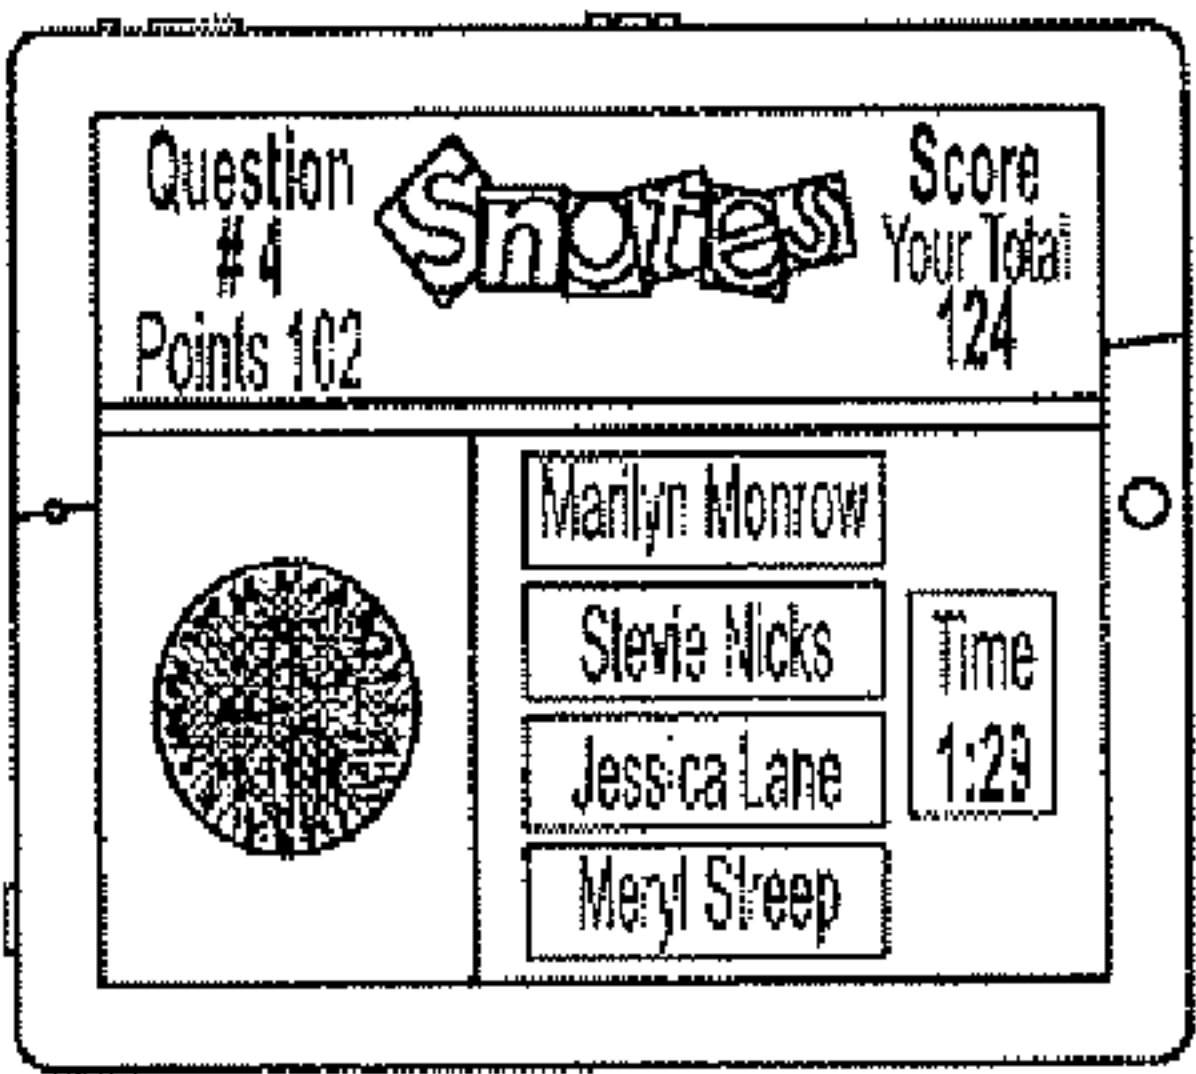 Question
# 4
Points 102
Snotes
Score
Your Total
124
Marilyn Monrow
Stevie Nicks
Jessica Lane
Meryl Streep
Time
1:29